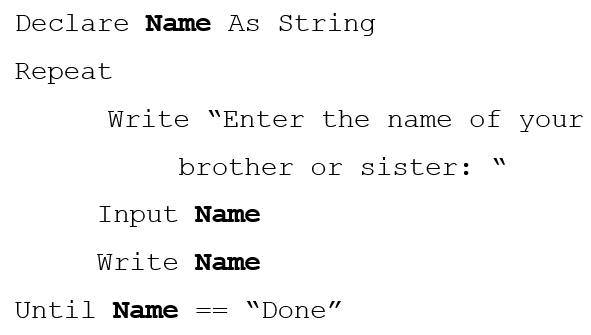 Declare Name As String
Repeat
Write “Enter the name of your
brother or sister: “
Input Name
Write Name
Until Name == “Done”